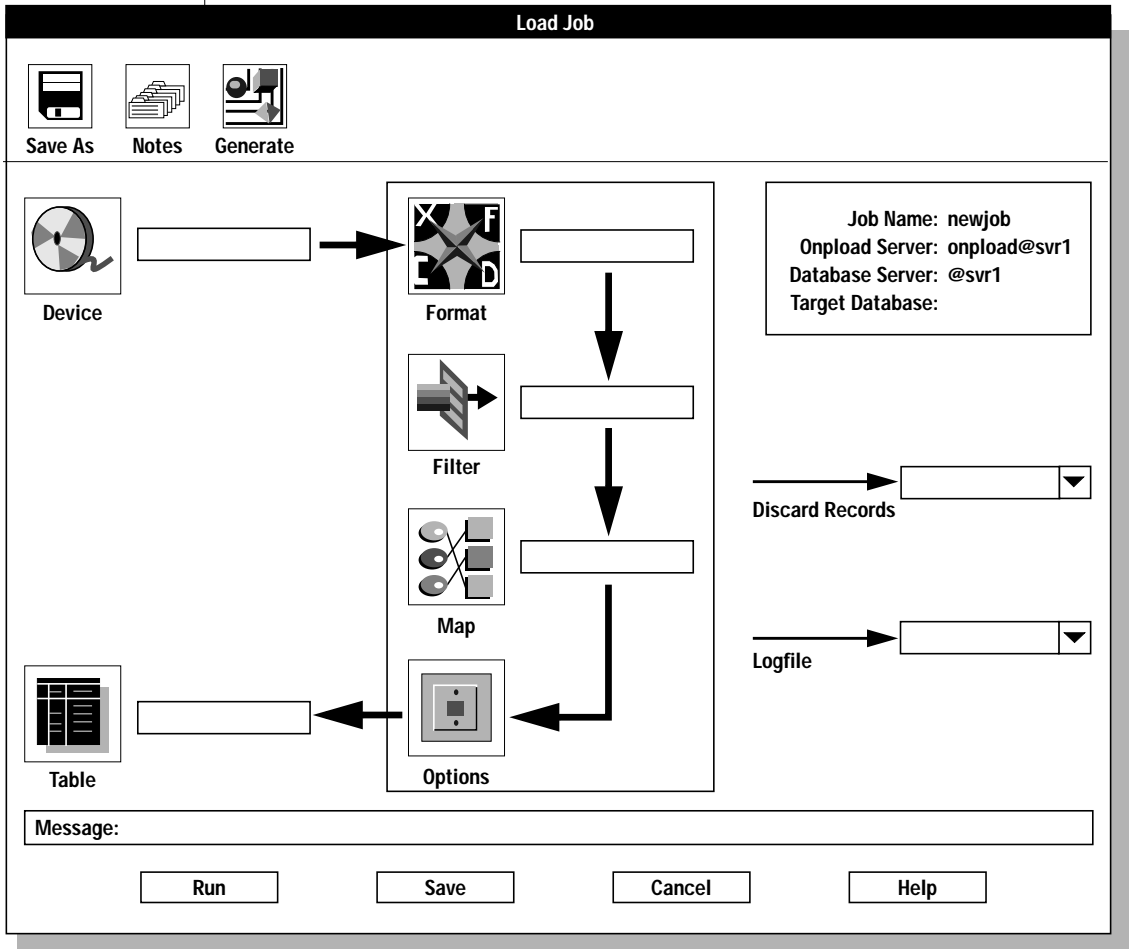 Load Job
Save As
Notes
Generate
Device
X F
I D
Format
Job Name: newjob
Onpload Server: onpload@svr1
Database Server: @svr1
Target Database:
Filter
Discard Records
Map
Logfile
Table
Options
Message:
Run
Save
Cancel
Help